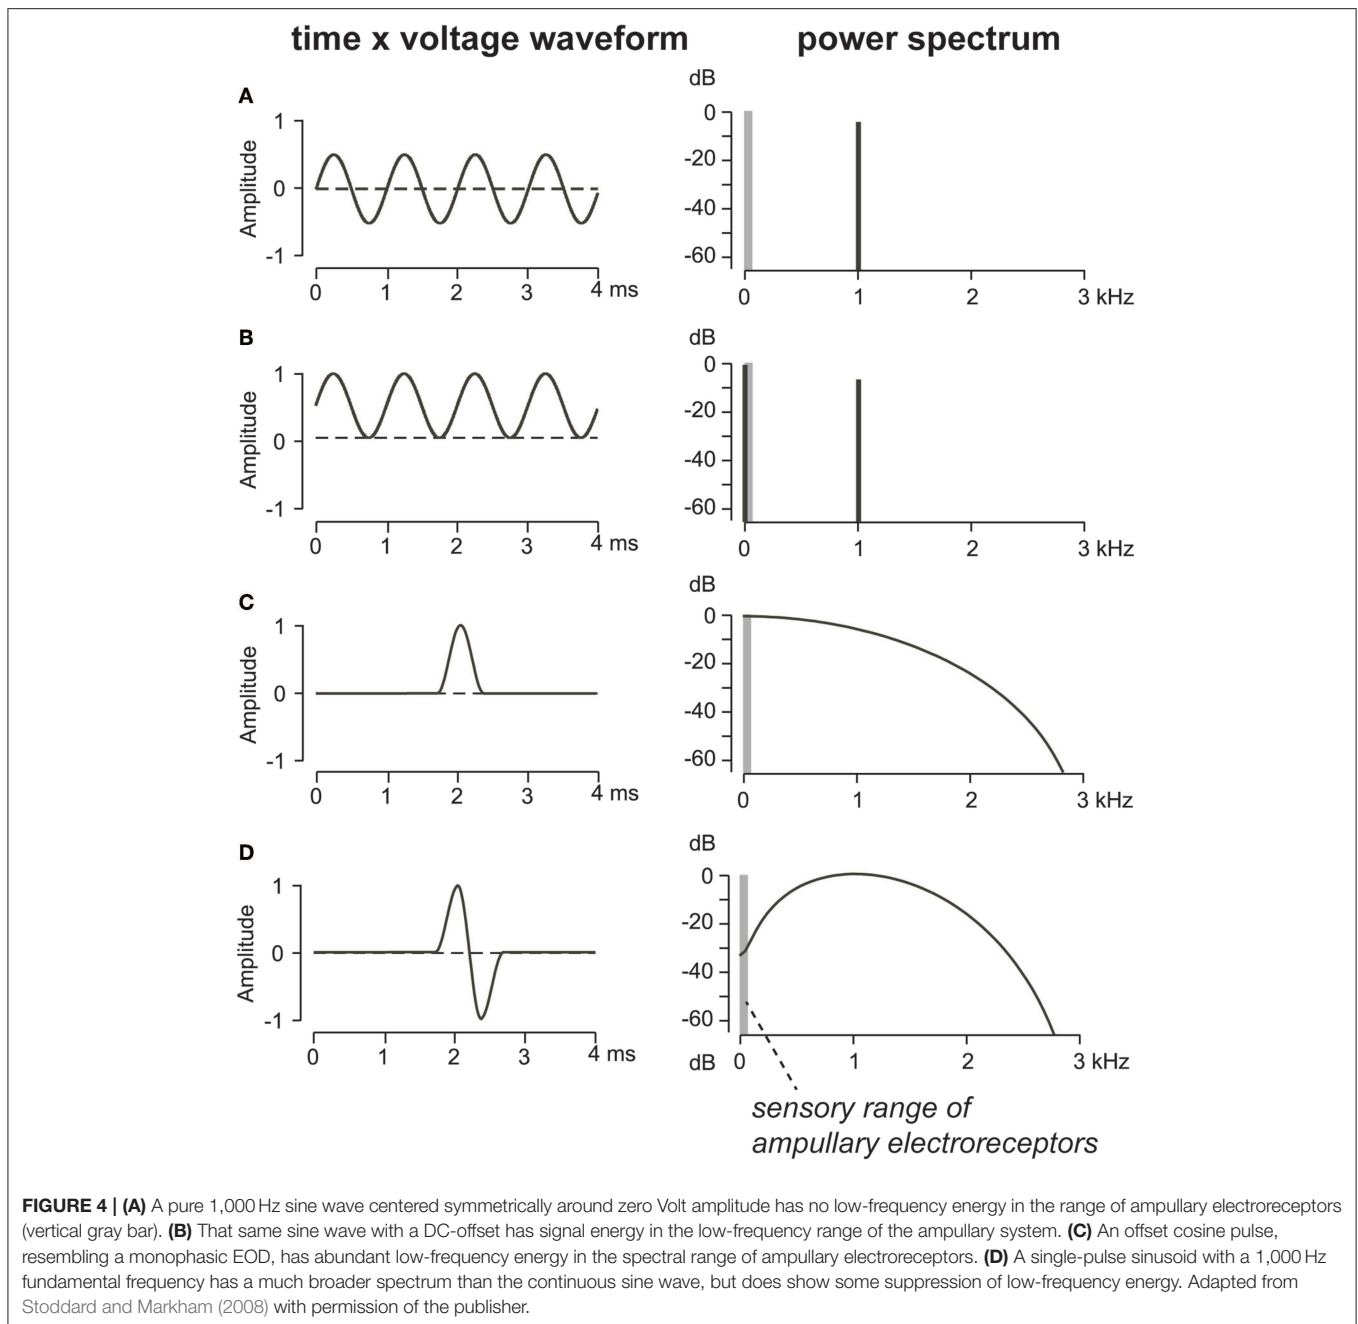 time x voltage waveform power spectrum
A
Amplitude
1
0
-1
0 1 2 3 4 ms
dB
0
-20
-40
-60
0 1 2 3 kHz
B
Amplitude
1
0
-1
0 1 2 3 4 ms
dB
0
-20
-40
-60
0 1 2 3 kHz
C
Amplitude
1
0
-1
0 1 2 3 4 ms
dB
0
-20
-40
-60
0 1 2 3 kHz
D
Amplitude
1
0
-1
0 1 2 3 4 ms
dB
0
-20
-40
-60
dB 0 1 2 3 kHz
sensory range of
ampullary electroreceptors
FIGURE 4 | (A) A pure 1,000 Hz sine wave centered symmetrically around zero Volt amplitude has no low-frequency energy in the range of ampullary electroreceptors
(vertical gray bar). (B) That same sine wave with a DC-offset has signal energy in the low-frequency range of the ampullary system. (C) An offset cosine pulse,
resembling a monophasic EOD, has abundant low-frequency energy in the spectral range of ampullary electroreceptors. (D) A single-pulse sinusoid with a 1,000 Hz
fundamental frequency has a much broader spectrum than the continuous sine wave, but does show some suppression of low-frequency energy. Adapted from
Stoddard and Markham (2008) with permission of the publisher.